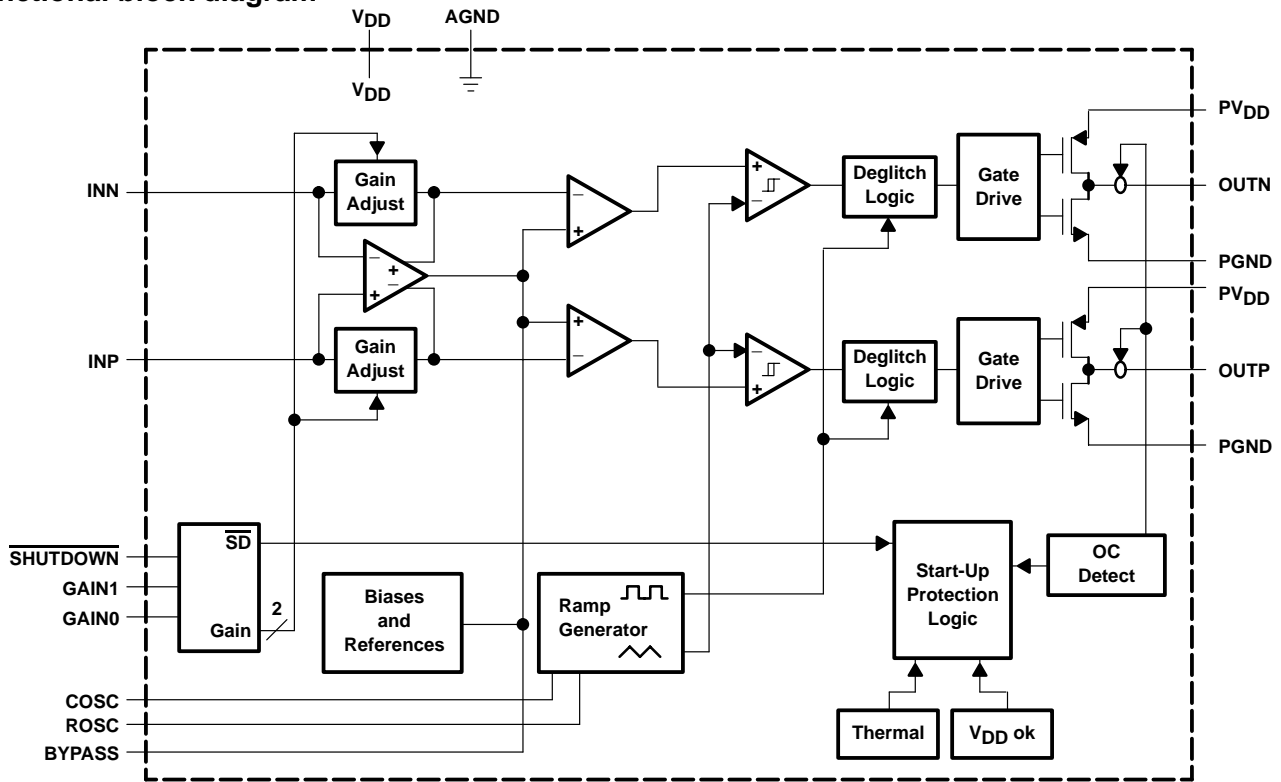 ctional block diagram
VDD
AGND
VDD
PVDD
INN
Gain
Adjust
−
+
+
−
Deglitch
Logic
Gate
Drive
OUTN
−
+
−
+
PGND
PVDD
INP
Gain
Adjust
+
−
−
+
Deglitch
Logic
Gate
Drive
OUTP
PGND
SHUTDOWN
GAIN1
GAIN0
SD
2
Gain
Biases
and
References
Ramp
Generator
Start-Up
Protection
Logic
OC
Detect
COSC
ROSC
BYPASS
Thermal
VDD ok